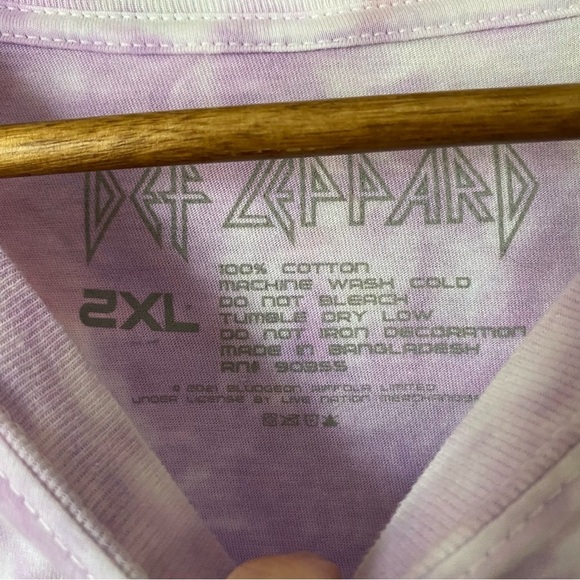 DEF LEPPARD
2XL
100% COTTON
MACHINE WASH COLD
DO NOT BLEACH
TUMBLE DRY LOW
DO NOT IRON DECORATION
MADE IN BANGLADESH
RN# 90355
© 2021 BLUDGEON RIFFOLA LIMITED
UNDER LICENSE BY LIVE NATION MERCHANDISE